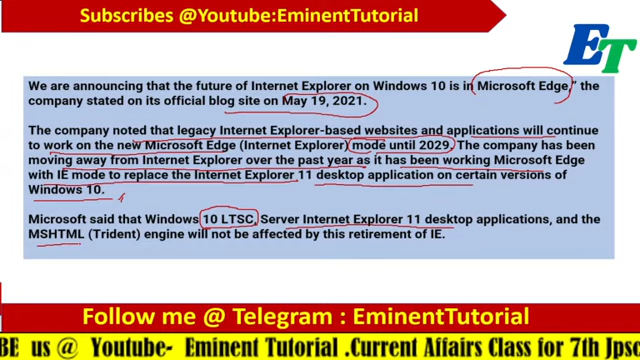 Subscribes @Youtube:EminentTutorial
ET
We are announcing that the future of Internet Explorer on Windows 10 is in Microsoft Edge," the
company stated on its official blog site on May 19, 2021.
The company noted that legacy Internet Explorer-based websites and applications will continue
to work on the new Microsoft Edge (Internet Explorer) mode until 2029. The company has been
moving away from Internet Explorer over the past year as it has been working Microsoft Edge
with IE mode to replace the Internet Explorer 11 desktop application on certain versions of
Windows 10.
Microsoft said that Windows 10 LTSC, Server Internet Explorer 11 desktop applications, and the
MSHTML (Trident) engine will not be affected by this retirement of IE.
Follow me @ Telegram : EminentTutorial
BE us @ Youtube- Eminent Tutorial .Current Affairs Class for 7th Jpsc